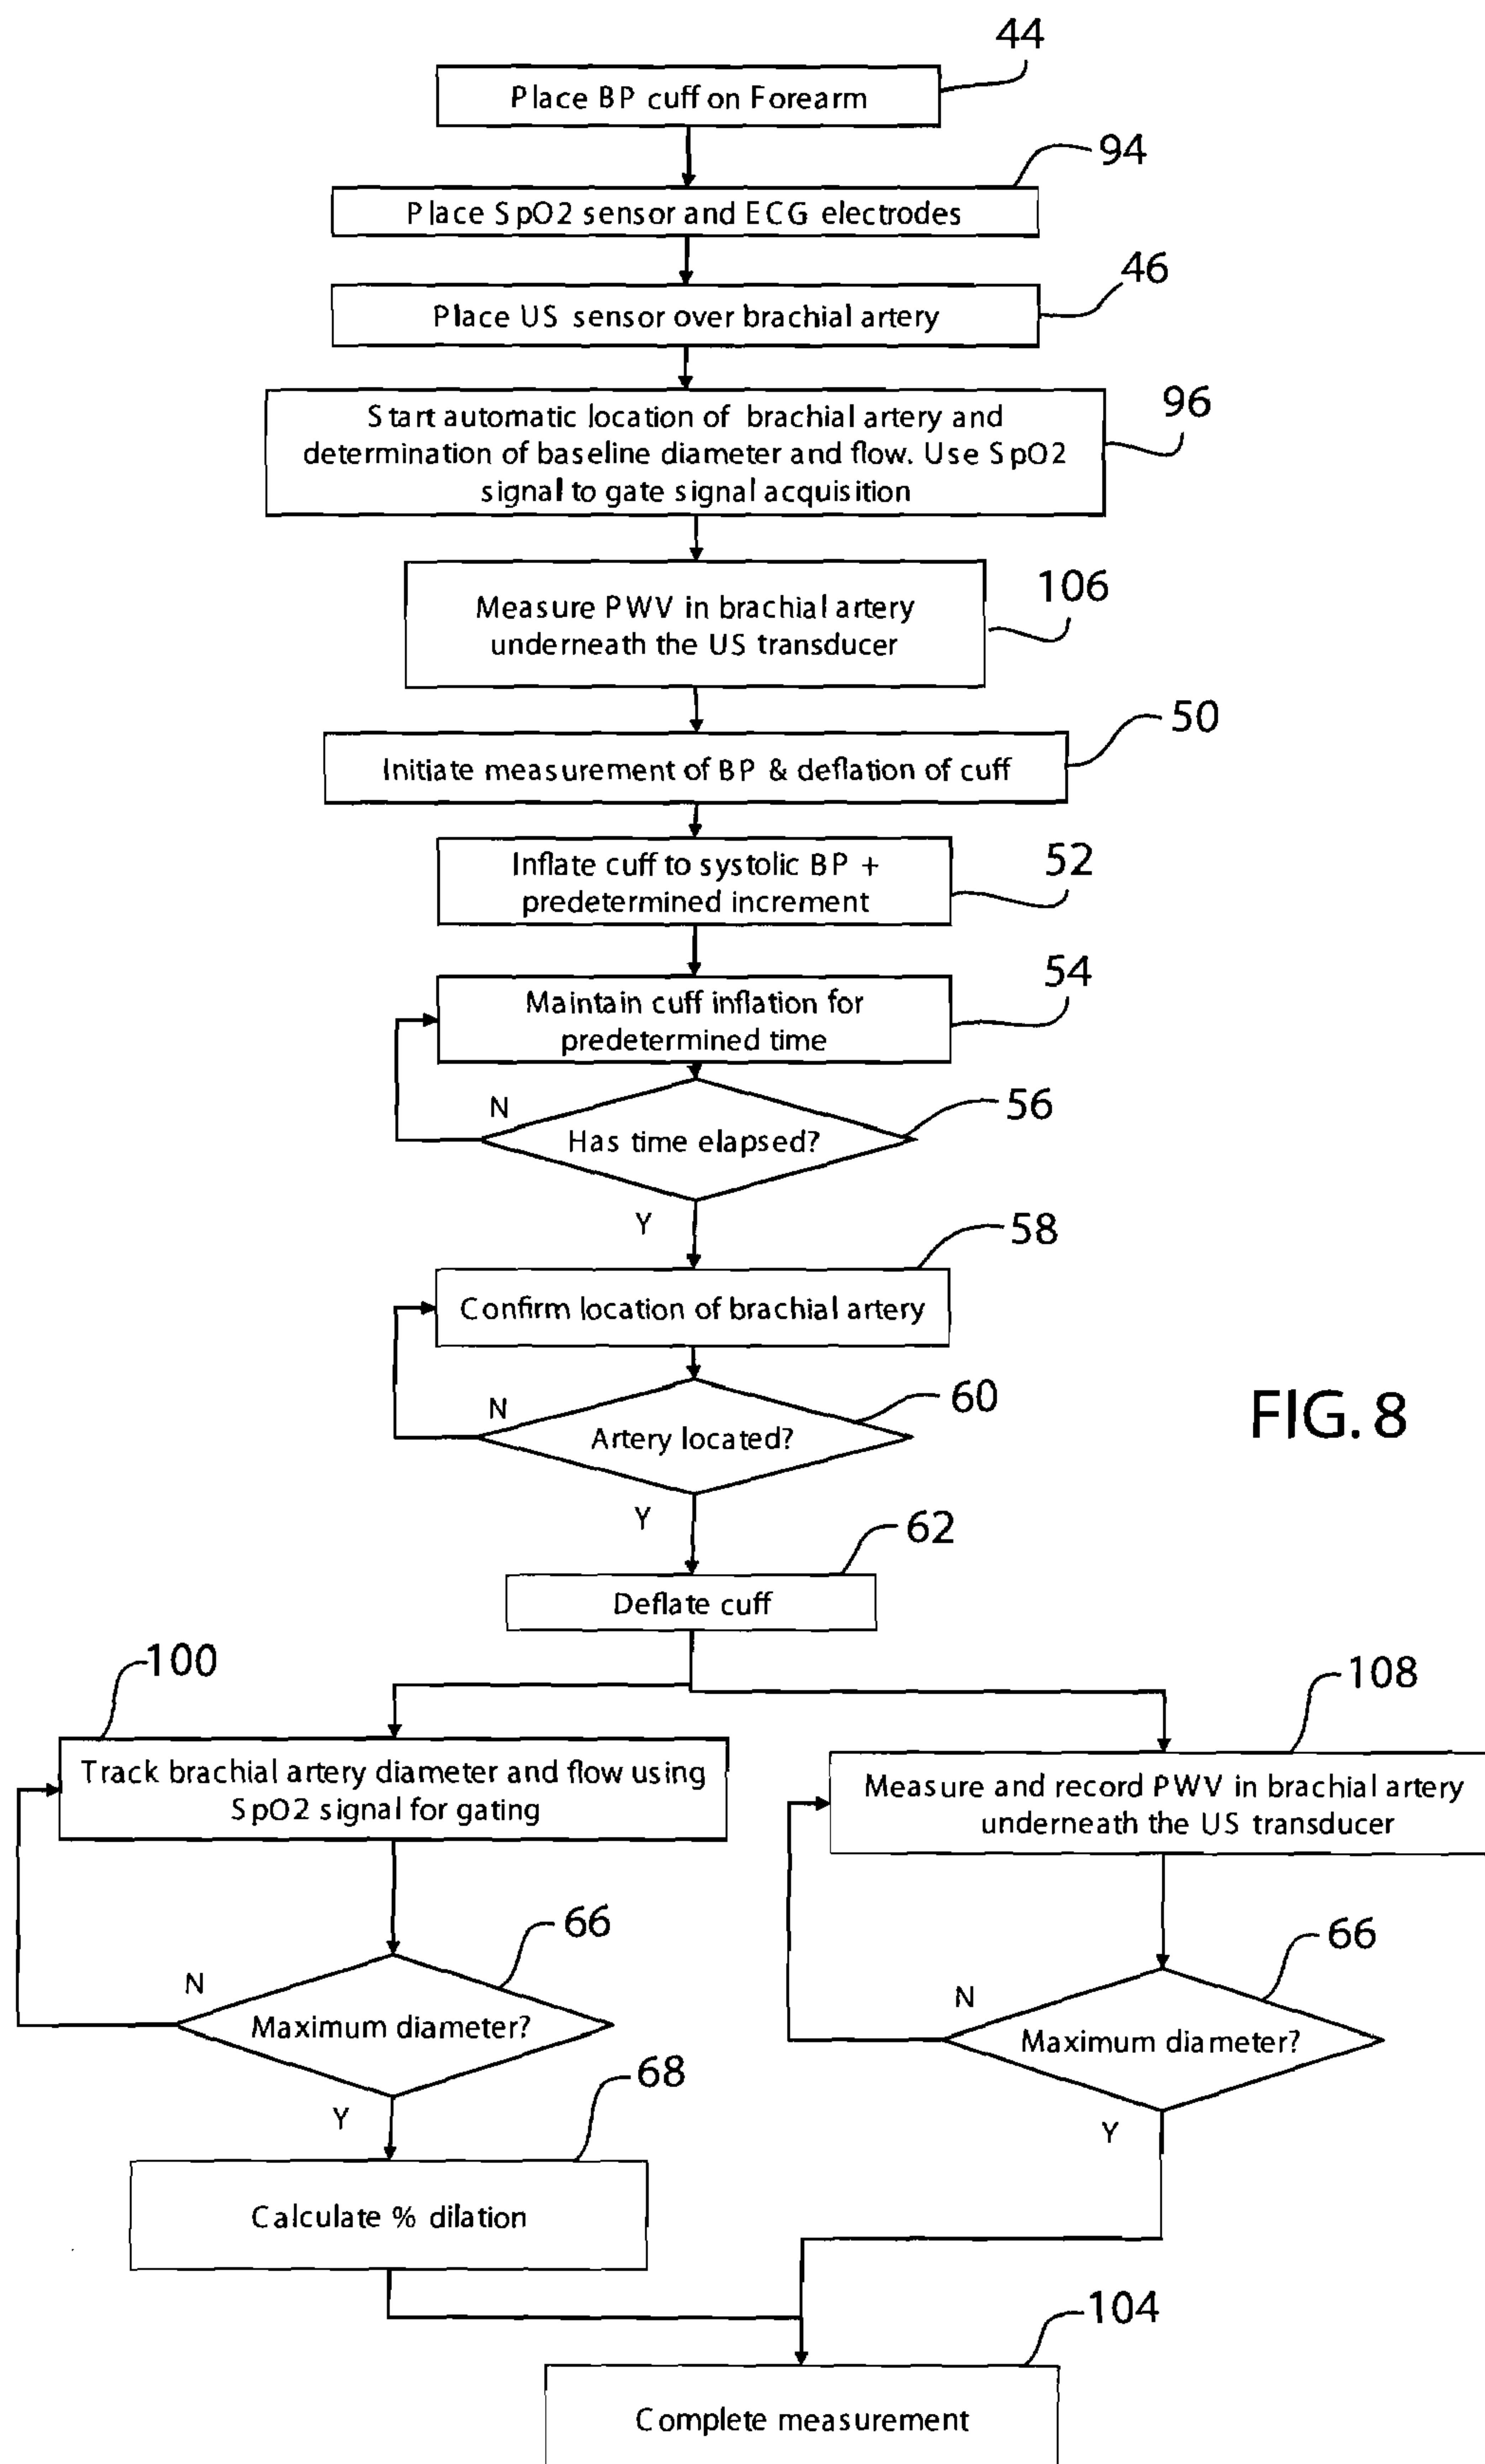 44
Place BP cuff on Forearm
94
Place SpO2 sensor and ECG electrodes
46
Place US sensor over brachial artery
96
Start automatic location of brachial artery and
determination of baseline diameter and flow. Use SpO2
signal to gate signal acquisition
106
Measure PWV in brachial artery
underneath the US transducer
50
Initiate measurement of BP & deflation of cuff
52
Inflate cuff to systolic BP +
predetermined increment
54
Maintain cuff inflation for
predetermined time
N
56
Has time elapsed?
Y
58
Confirm location of brachial artery
N
60
Artery located?
FIG. 8
Y
62
Deflate cuff
100
108
Track brachial artery diameter and flow using
SpO2 signal for gating
Measure and record PWV in brachial artery
underneath the US transducer
66
66
N
N
Maximum diameter?
Maximum diameter?
68
Y
Y
Calculate % dilation
104
Complete measurement